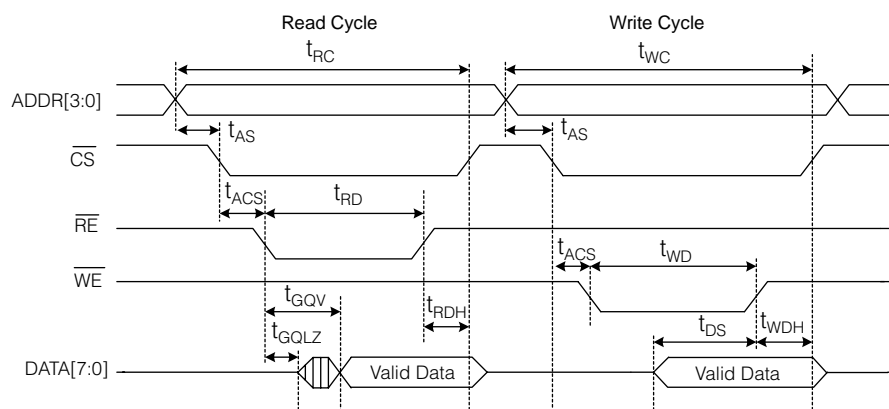 Read Cycle Write Cycle
tRC tWC
ADDR[3:0]
tAS tAS
CS
tACS tRD
RE
tACS tWD
WE
tGQV tRDH tDS tWDH
tGQLZ
DATA[7:0] Valid Data Valid Data